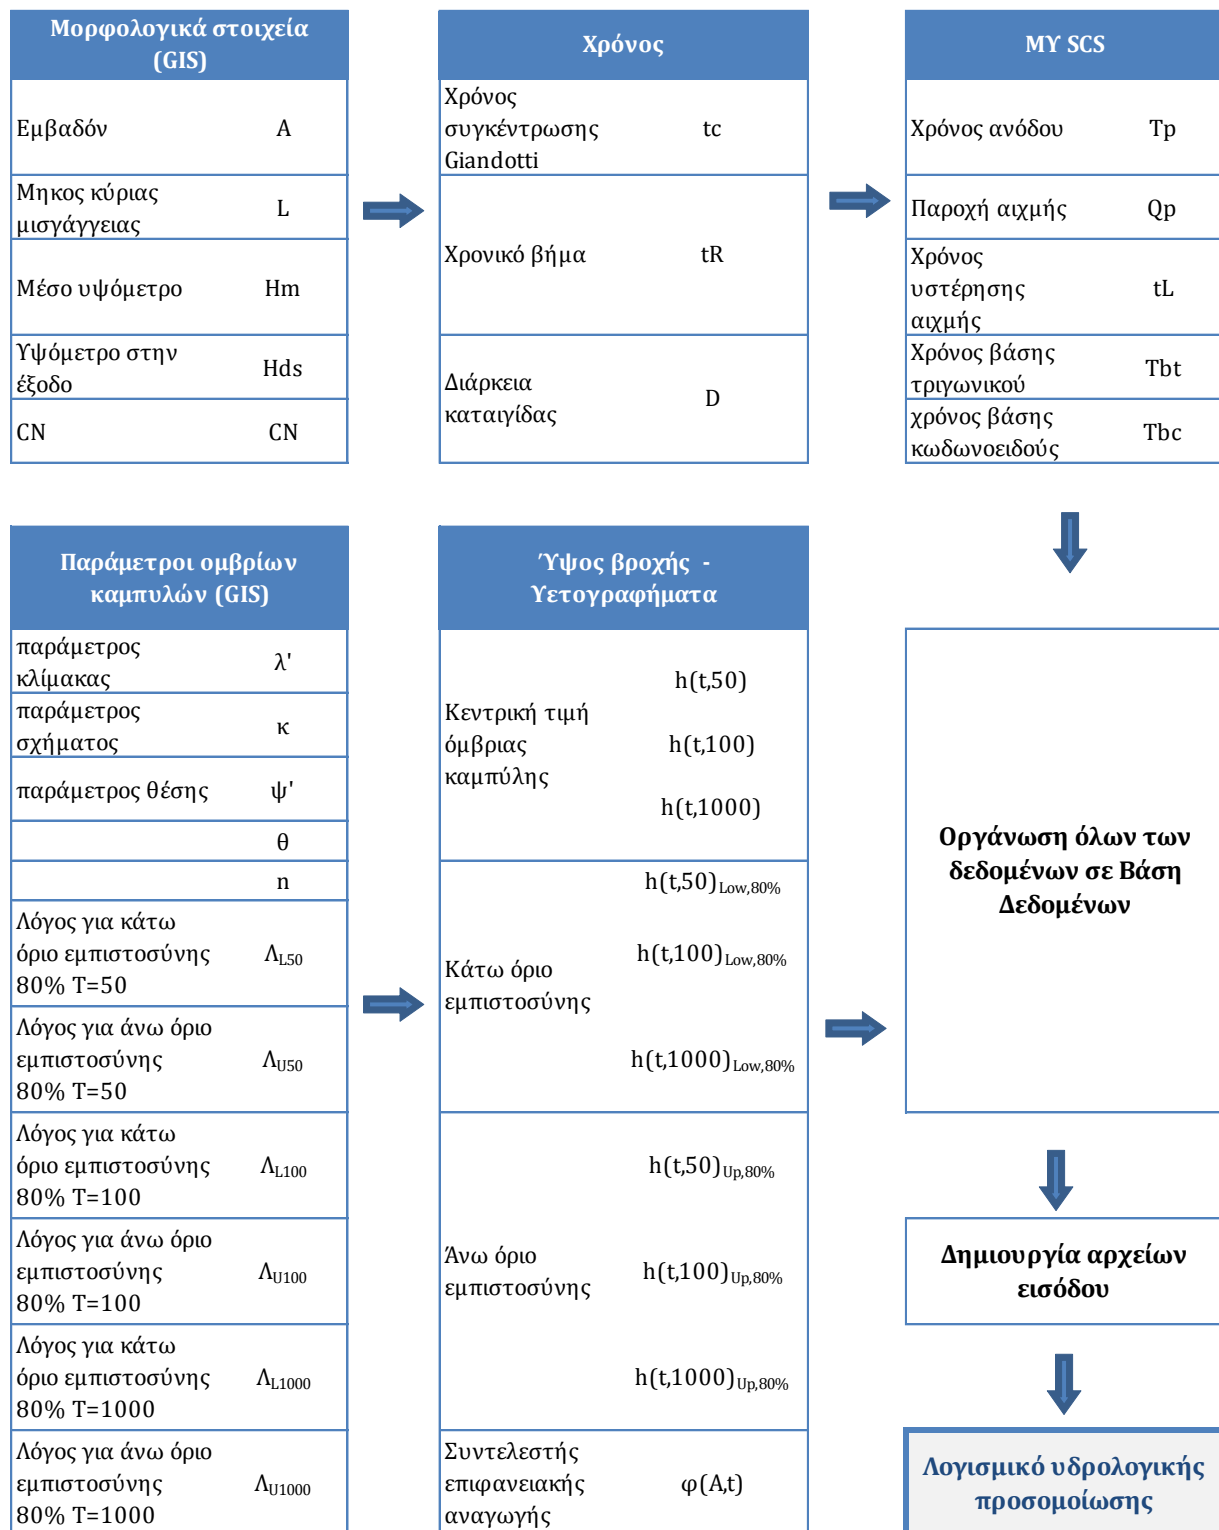 Μορφολογικά στοιχεία
(GIS)
Εμβαδόν A
Μηκος κύριας
μισγάγγειας L
Μέσο υψόμετρο Hm
Υψόμετρο στην
έξοδο Hds
CN CN
Χρόνος
Χρόνος
συγκέντρωσης tc
Giandotti
Χρονικό βήμα tR
Διάρκεια
καταιγίδας D
ΜΥ SCS
Χρόνος ανόδου Tp
Παροχή αιχμής Qp
Χρόνος
υστέρησης tL
αιχμής
Χρόνος βάσης
τριγωνικού Tbt
χρόνος βάσης
κωδωνοειδούς Tbc
Παράμετροι ομβρίων
καμπυλών (GIS)
παράμετρος
κλίμακας λ'
παράμετρος
σχήματος κ
παράμετρος θέσης ψ'
θ
n
Λόγος για κάτω
όριο εμπιστοσύνης ΛL50
80% T=50
Λόγος για άνω όριο
εμπιστοσύνης ΛU50
80% T=50
Λόγος για κάτω
όριο εμπιστοσύνης ΛL100
80% T=100
Λόγος για άνω όριο
εμπιστοσύνης ΛU100
80% T=100
Λόγος για κάτω
όριο εμπιστοσύνης ΛL1000
80% T=1000
Λόγος για άνω όριο
εμπιστοσύνης ΛU1000
80% T=1000
Ύψος βροχής -
Υετογραφήματα
Κεντρική τιμή
όμβριας
καμπύλης
h(t,50)
h(t,100)
h(t,1000)
Κάτω όριο
εμπιστοσύνης
h(t,50)Low,80%
h(t,100)Low,80%
h(t,1000)Low,80%
Άνω όριο
εμπιστοσύνης
h(t,50)Up,80%
h(t,100)Up,80%
h(t,1000)Up,80%
Συντελεστής
επιφανειακής φ(A,t)
αναγωγής
Οργάνωση όλων των
δεδομένων σε Βάση
Δεδομένων
Δημιουργία αρχείων
εισόδου
Λογισμικό υδρολογικής
προσομοίωσης